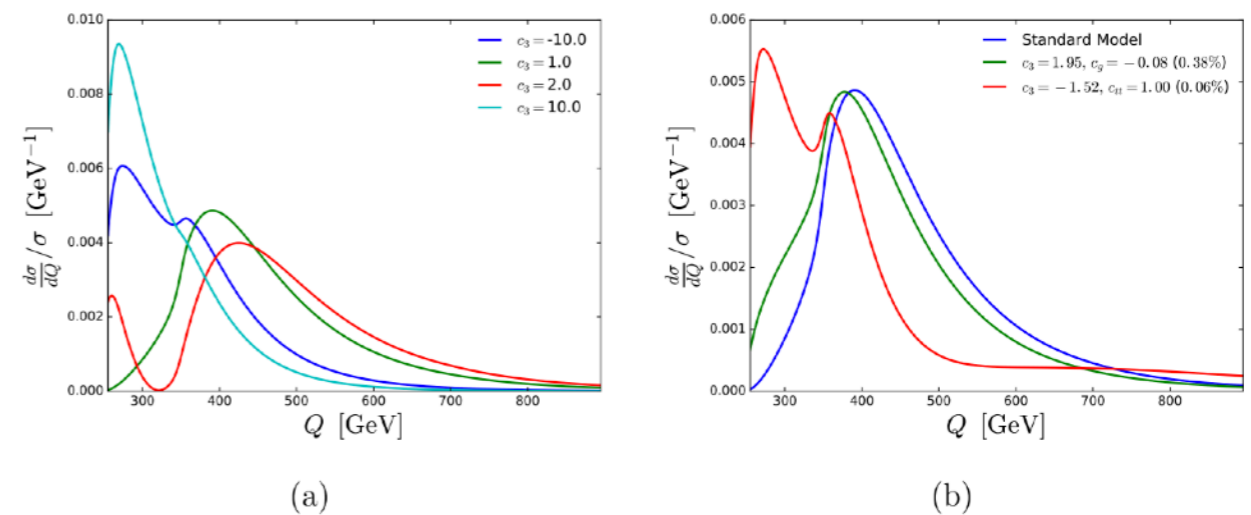 0.010
0.008
0.006
0.004
0.002
0.000
300 400 500 600 700 800
Q [GeV]
dσ/dQ /σ [GeV⁻¹]
c₃ = -10.0
c₃ = 1.0
c₃ = 2.0
c₃ = 10.0
(a)
0.006
0.005
0.004
0.003
0.002
0.001
0.000
300 400 500 600 700 800
Q [GeV]
dσ/dQ /σ [GeV⁻¹]
Standard Model
c₃ = 1.95, c_g = −0.08 (0.38%)
c₃ = −1.52, c_tt = 1.00 (0.06%)
(b)